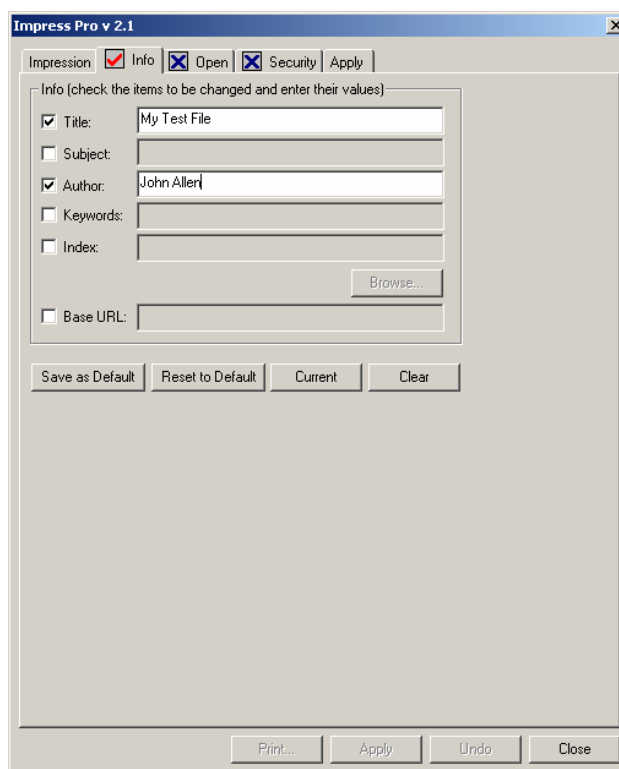 Impress Pro v 2.1
Impression Info Open Security Apply
Info (check the items to be changed and enter their values)
Title: My Test File
Subject:
Author: John Allen
Keywords:
Index:
Browse...
Base URL:
Save as Default Reset to Default Current Clear
Print... Apply Undo Close